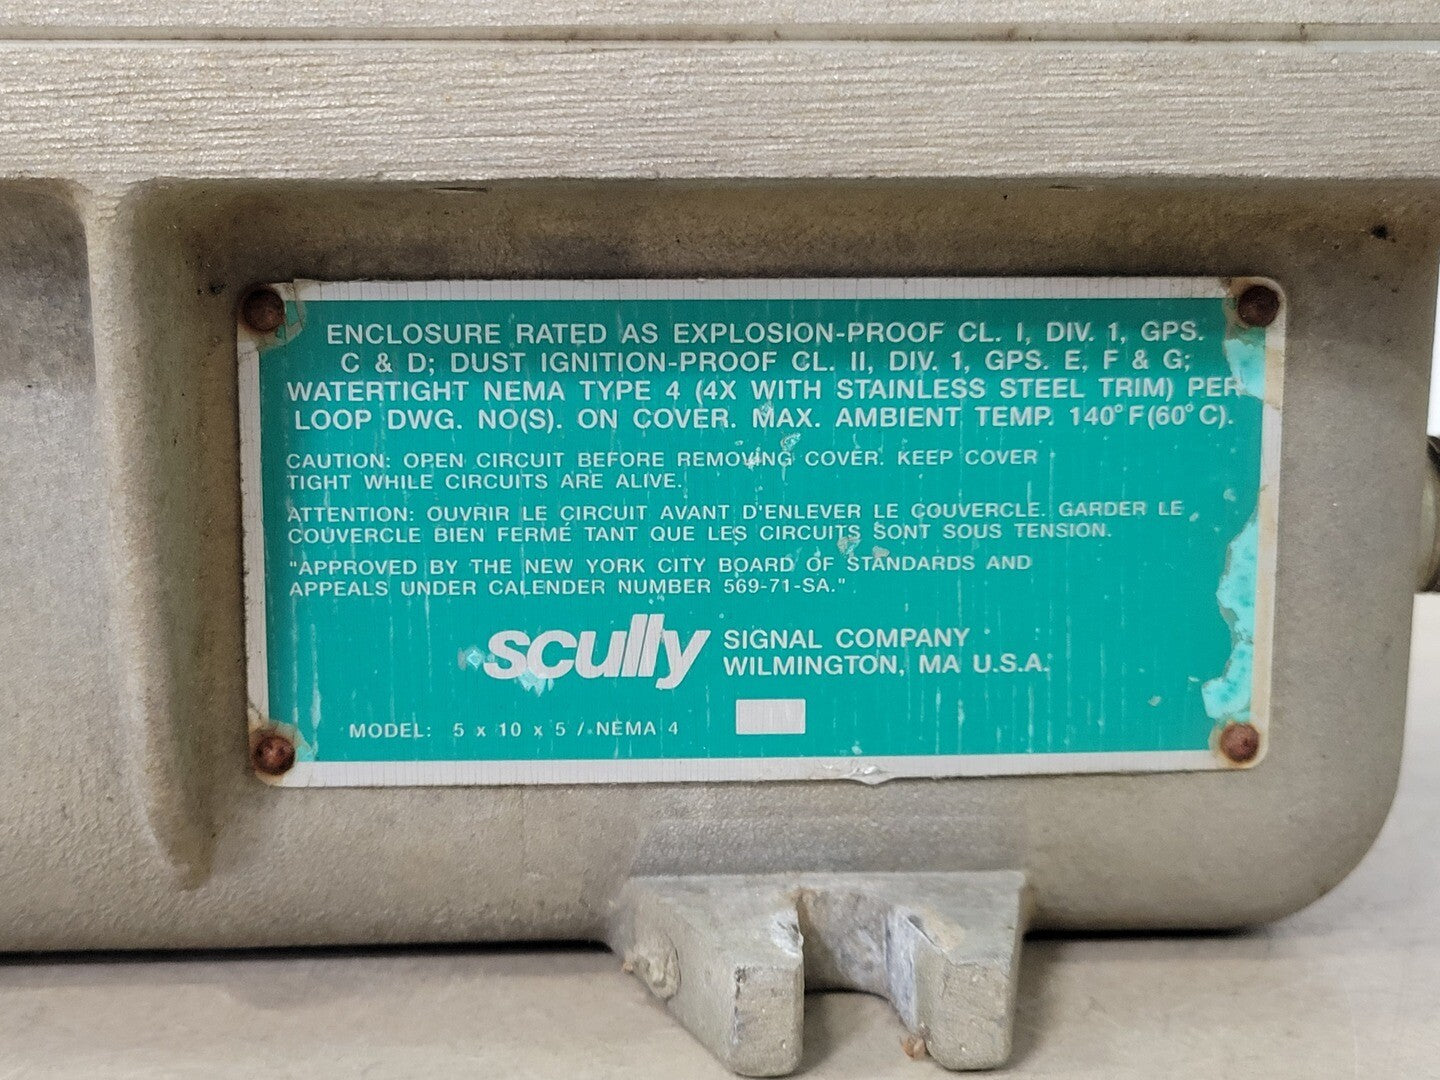 ENCLOSURE RATED AS EXPLOSION-PROOF CL. I, DIV. 1, GPS.
C & D; DUST IGNITION-PROOF CL. II, DIV. 1, GPS. E, F & G;
WATERTIGHT NEMA TYPE 4 (4X WITH STAINLESS STEEL TRIM) PER
LOOP DWG. NO(S). ON COVER. MAX. AMBIENT TEMP. 140°F(60°C).
CAUTION: OPEN CIRCUIT BEFORE REMOVING COVER. KEEP COVER
TIGHT WHILE CIRCUITS ARE ALIVE.
ATTENTION: OUVRIR LE CIRCUIT AVANT D'ENLEVER LE COUVERCLE. GARDER LE
COUVERCLE BIEN FERMÉ TANT QUE LES CIRCUITS SONT SOUS TENSION.
"APPROVED BY THE NEW YORK CITY BOARD OF STANDARDS AND
APPEALS UNDER CALENDER NUMBER 569-71-SA."
scully SIGNAL COMPANY
WILMINGTON, MA U.S.A.
MODEL: 5 x 10 x 5 / NEMA 4